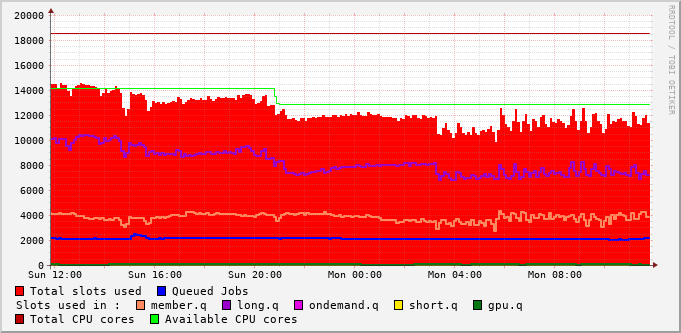 20000
18000
16000
14000
12000
10000
8000
6000
4000
2000
0
Sun 12:00 Sun 16:00 Sun 20:00 Mon 00:00 Mon 04:00 Mon 08:00
RRDTOOL / TOBI OETIKER
Total slots used Queued Jobs
Slots used in : member.q long.q ondemand.q short.q gpu.q
Total CPU cores Available CPU cores